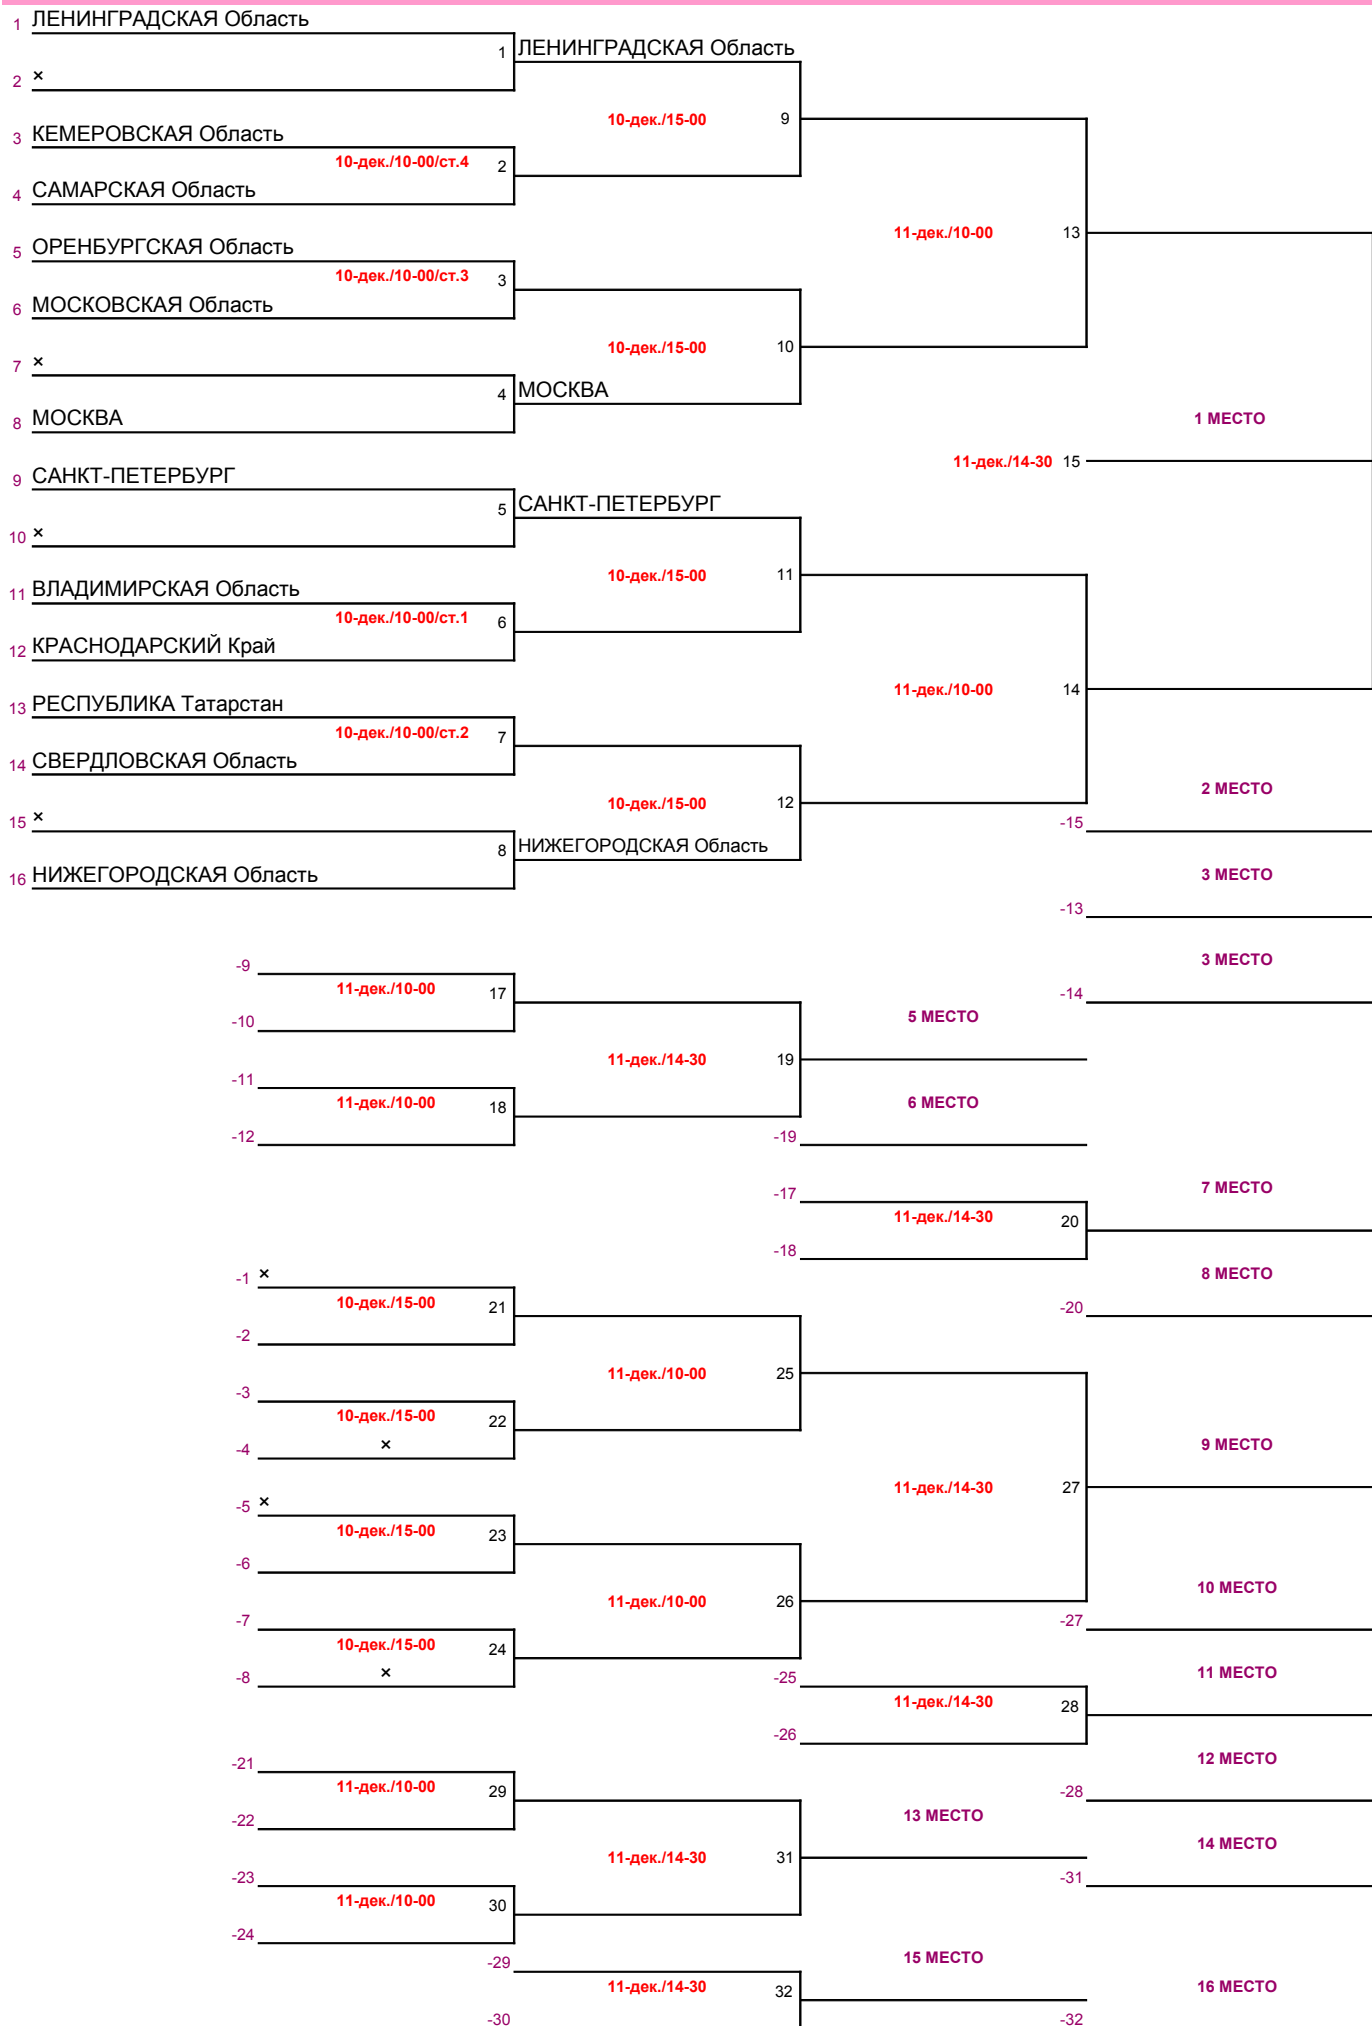 1 ЛЕНИНГРАДСКАЯ Область
1 ЛЕНИНГРАДСКАЯ Область
2 ×
10-дек./15-00 9
3 КЕМЕРОВСКАЯ Область
10-дек./10-00/ст.4 2
4 САМАРСКАЯ Область
11-дек./10-00 13
5 ОРЕНБУРГСКАЯ Область
10-дек./10-00/ст.3 3
6 МОСКОВСКАЯ Область
10-дек./15-00 10
7 ×
4 МОСКВА
8 МОСКВА
1 МЕСТО
11-дек./14-30 15
9 САНКТ-ПЕТЕРБУРГ
5 САНКТ-ПЕТЕРБУРГ
10 ×
10-дек./15-00 11
11 ВЛАДИМИРСКАЯ Область
10-дек./10-00/ст.1 6
12 КРАСНОДАРСКИЙ Край
11-дек./10-00 14
13 РЕСПУБЛИКА Татарстан
10-дек./10-00/ст.2 7
14 СВЕРДЛОВСКАЯ Область
2 МЕСТО
10-дек./15-00 12
15 ×
-15
8 НИЖЕГОРОДСКАЯ Область
16 НИЖЕГОРОДСКАЯ Область
3 МЕСТО
-13
3 МЕСТО
-9
11-дек./10-00 17
-14
5 МЕСТО
-10
11-дек./14-30 19
-11
11-дек./10-00 18
6 МЕСТО
-12
-19
7 МЕСТО
-17
11-дек./14-30 20
-18
8 МЕСТО
-1 ×
10-дек./15-00 21
-20
-2
11-дек./10-00 25
-3
10-дек./15-00 22
-4 ×
9 МЕСТО
11-дек./14-30 27
-5 ×
10-дек./15-00 23
-6
10 МЕСТО
11-дек./10-00 26
-7
-27
10-дек./15-00 24
-8 ×
11 МЕСТО
-25
11-дек./14-30 28
-26
12 МЕСТО
-21
11-дек./10-00 29
-28
-22
13 МЕСТО
14 МЕСТО
11-дек./14-30 31
-23
-31
11-дек./10-00 30
-24
15 МЕСТО
-29
11-дек./14-30 32
16 МЕСТО
-30
-32